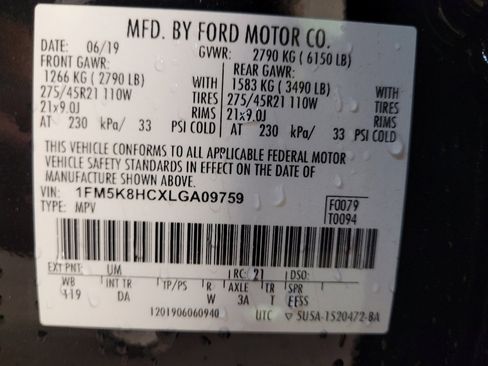 MFD. BY FORD MOTOR CO.
DATE: 06/19 GVWR: 2790 KG ( 6150 LB)
FRONT GAWR: REAR GAWR:
1266 KG ( 2790 LB) WITH 1583 KG ( 3490 LB) WITH
275/45R21 110W TIRES 275/45R21 110W TIRES
21x9.0J RIMS 21x9.0J RIMS
AT 230 kPa/ 33 PSI COLD AT 230 kPa/ 33 PSI COLD
THIS VEHICLE CONFORMS TO ALL APPLICABLE FEDERAL MOTOR
VEHICLE SAFETY STANDARDS IN EFFECT ON THE DATE OF
MANUFACTURE SHOWN ABOVE.
VIN: 1FM5K8HCXLGA09759 F0079
TYPE: MPV T0094
EXT PNT: UM RC: 21 DSO:
WB INT TR TP/PS R AXLE TR SPR
119 DA W 3A T EESS
1201906060940 UTC 5U5A-1520472-BA